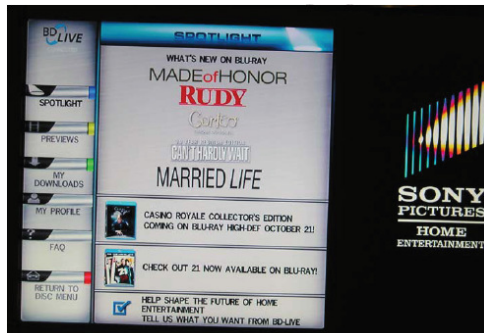 BD LIVE
SPOTLIGHT
PREVIEWS
MY
DOWNLOADS
MY PROFILE
FAQ
RETURN TO
DISC MENU
SPOTLIGHT
WHAT'S NEW ON BLU-RAY
MADE of HONOR
RUDY
CAN'T HARDLY WAIT
MARRIED LIFE
CASINO ROYALE COLLECTOR'S EDITION
COMING ON BLU-RAY HIGH-DEF OCTOBER 21!
CHECK OUT 21 NOW AVAILABLE ON BLU-RAY!
HELP SHAPE THE FUTURE OF HOME
ENTERTAINMENT
TELL US WHAT YOU WANT FROM BD-LIVE
SONY
PICTURES
HOME
ENTERTAINMENT